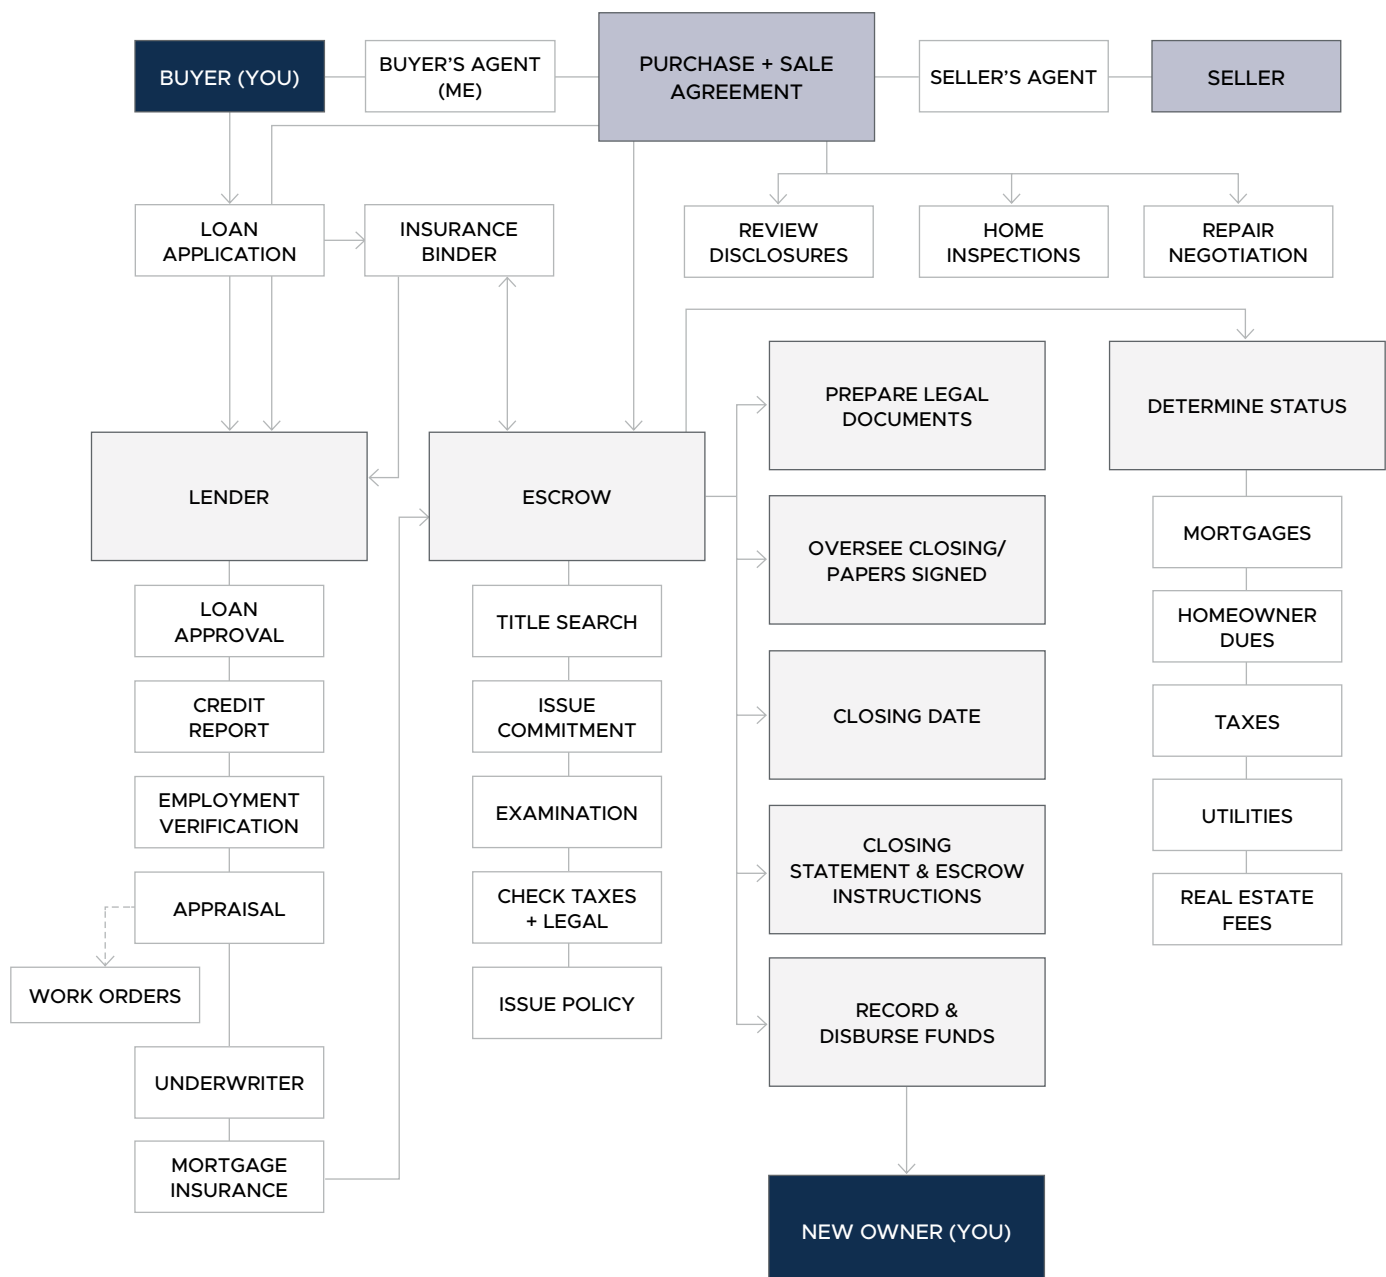 BUYER (YOU)
BUYER’S AGENT
(ME)
PURCHASE + SALE
AGREEMENT
SELLER’S AGENT
SELLER
LOAN
APPLICATION
INSURANCE
BINDER
REVIEW
DISCLOSURES
HOME
INSPECTIONS
REPAIR
NEGOTIATION
LENDER
LOAN
APPROVAL
CREDIT
REPORT
EMPLOYMENT
VERIFICATION
APPRAISAL
WORK ORDERS
UNDERWRITER
MORTGAGE
INSURANCE
ESCROW
TITLE SEARCH
ISSUE
COMMITMENT
EXAMINATION
CHECK TAXES
+ LEGAL
ISSUE POLICY
PREPARE LEGAL
DOCUMENTS
OVERSEE CLOSING/
PAPERS SIGNED
CLOSING DATE
CLOSING
STATEMENT & ESCROW
INSTRUCTIONS
RECORD &
DISBURSE FUNDS
NEW OWNER (YOU)
DETERMINE STATUS
MORTGAGES
HOMEOWNER
DUES
TAXES
UTILITIES
REAL ESTATE
FEES